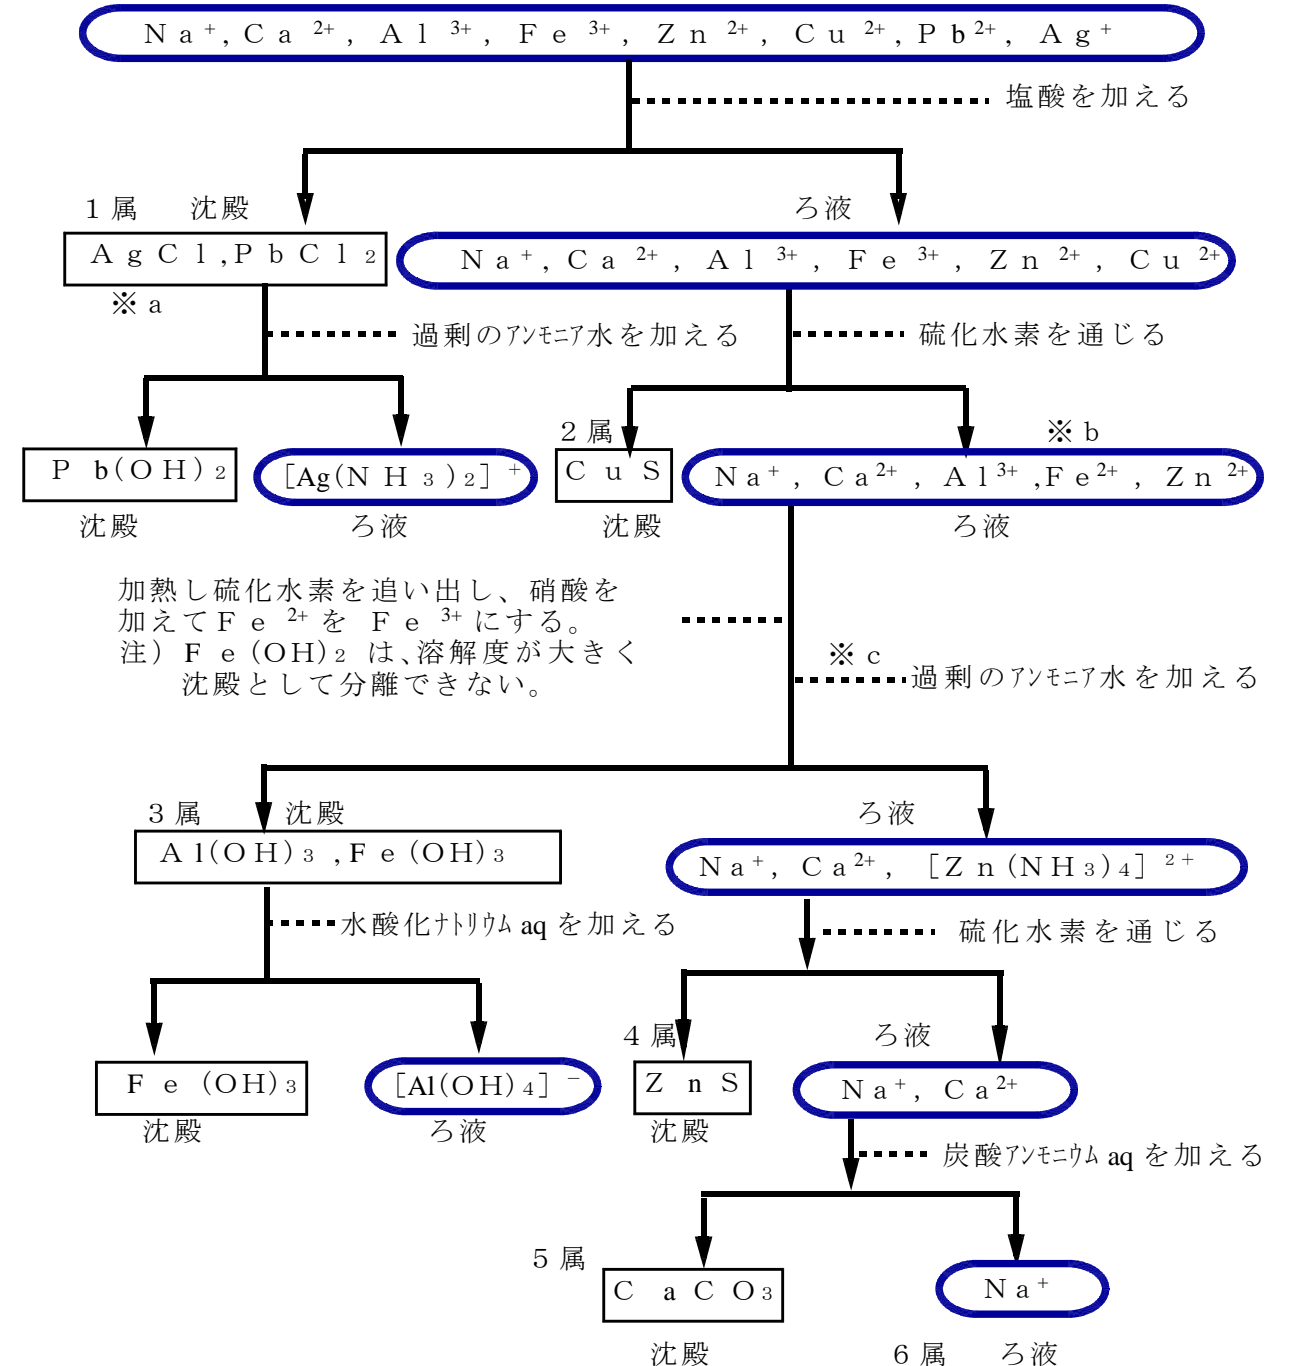 Na⁺, Ca²⁺, Al³⁺, Fe³⁺, Zn²⁺, Cu²⁺, Pb²⁺, Ag⁺
塩酸を加える
1属 沈殿
ろ液
AgCl, PbCl₂
Na⁺, Ca²⁺, Al³⁺, Fe³⁺, Zn²⁺, Cu²⁺
※a
過剰のアンモニア水を加える
硫化水素を通じる
2属
※b
Pb(OH)₂
[Ag(NH₃)₂]⁺
CuS
Na⁺, Ca²⁺, Al³⁺, Fe²⁺, Zn²⁺
沈殿
ろ液
沈殿
ろ液
加熱し硫化水素を追い出し、硝酸を
加えてFe²⁺をFe³⁺にする。
注) Fe(OH)₂は、溶解度が大きく
沈殿として分離できない。
※c
過剰のアンモニア水を加える
3属 沈殿
ろ液
Al(OH)₃, Fe(OH)₃
Na⁺, Ca²⁺, [Zn(NH₃)₄]²⁺
水酸化ナトリウムaqを加える
硫化水素を通じる
4属
ろ液
Fe(OH)₃
[Al(OH)₄]⁻
ZnS
Na⁺, Ca²⁺
沈殿
ろ液
沈殿
炭酸アンモニウムaqを加える
5属
CaCO₃
Na⁺
沈殿
6属 ろ液